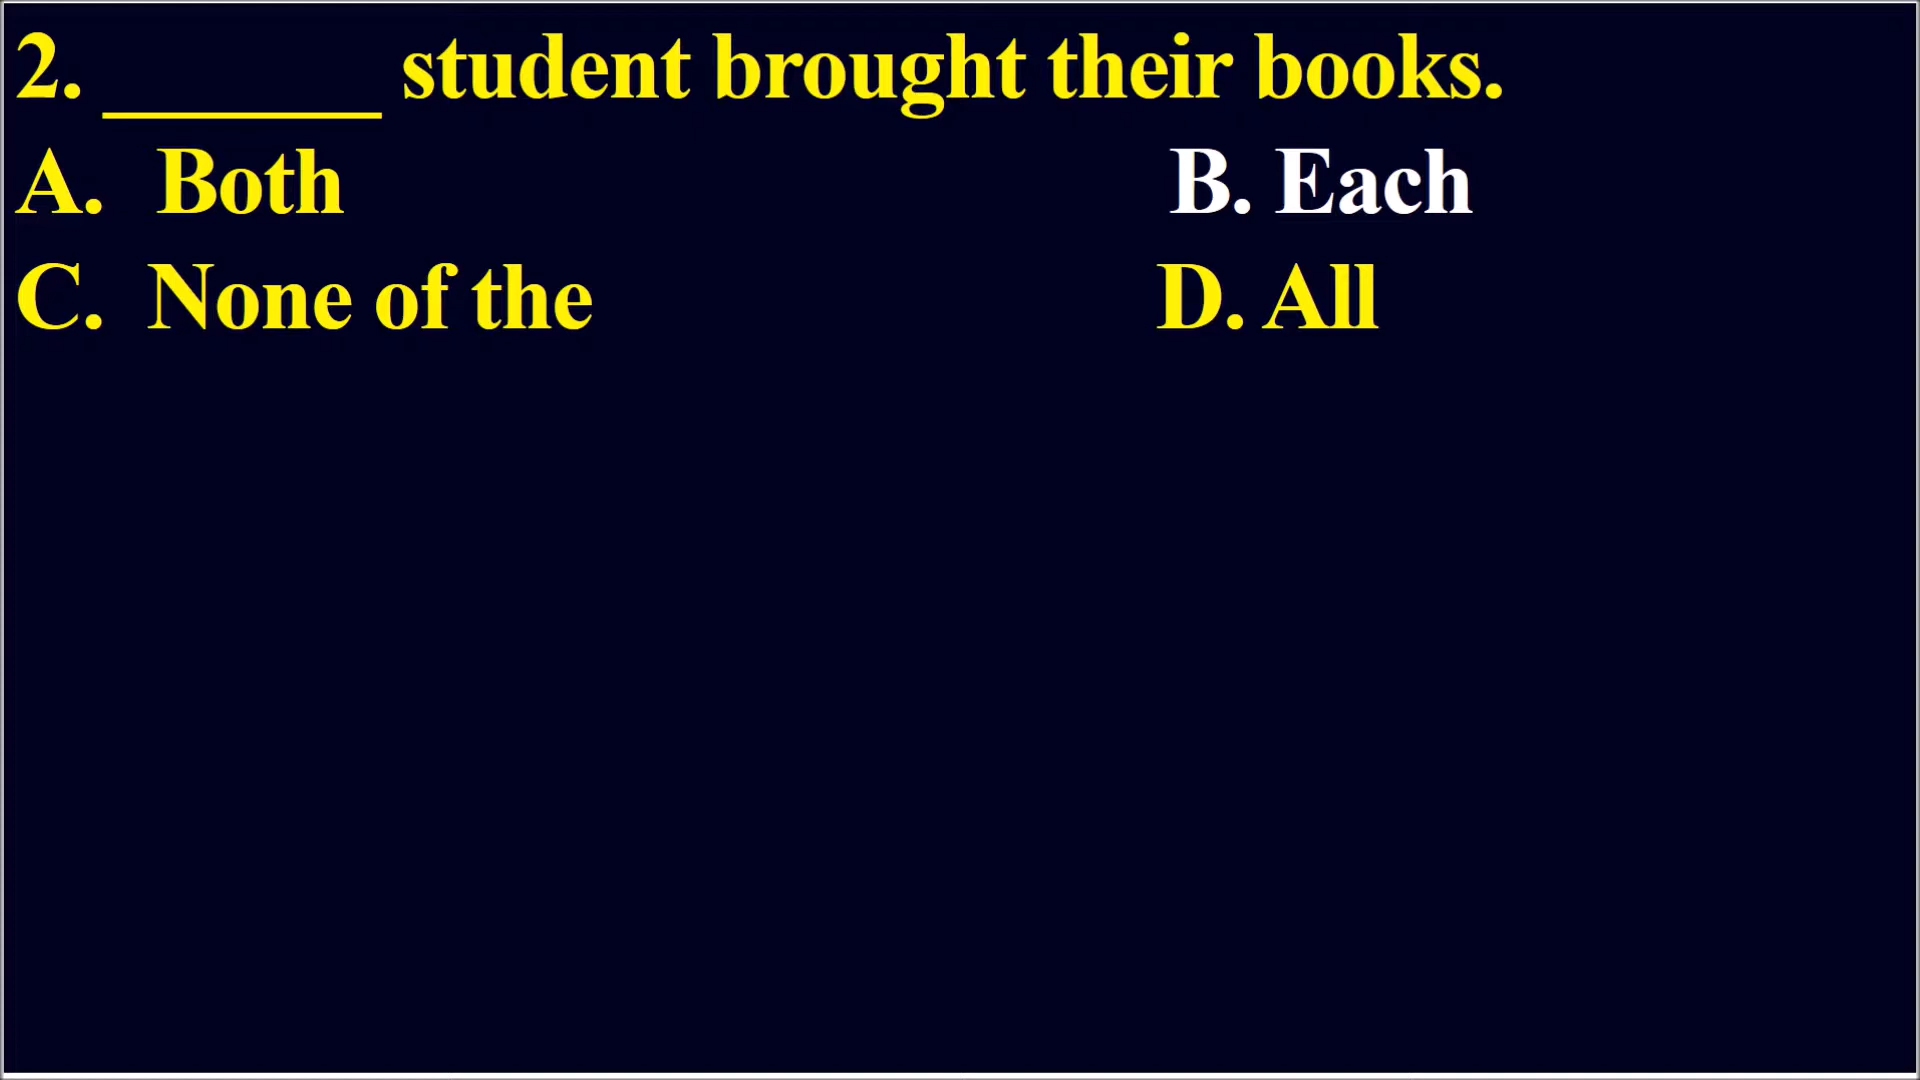 2. ________ student brought their books.
A. Both B. Each
C. None of the D. All